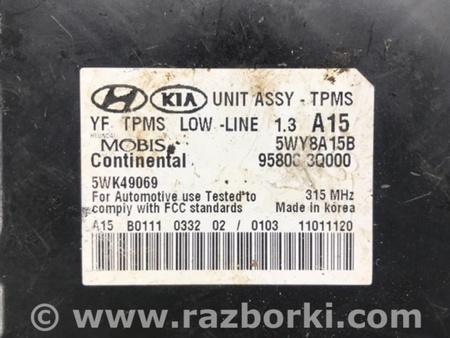 KIA UNIT ASSY - TPMS
YF TPMS LOW -LINE 1.3 A15
HYUNDAI MOBIS 5WY8A15B
Continental 95800 3Q000
5WK49069
For Automotive use Tested to 315 MHz
comply with FCC standards Made in korea
A15 B0111 0332 02 / 0103 11011120
© www.razborki.com